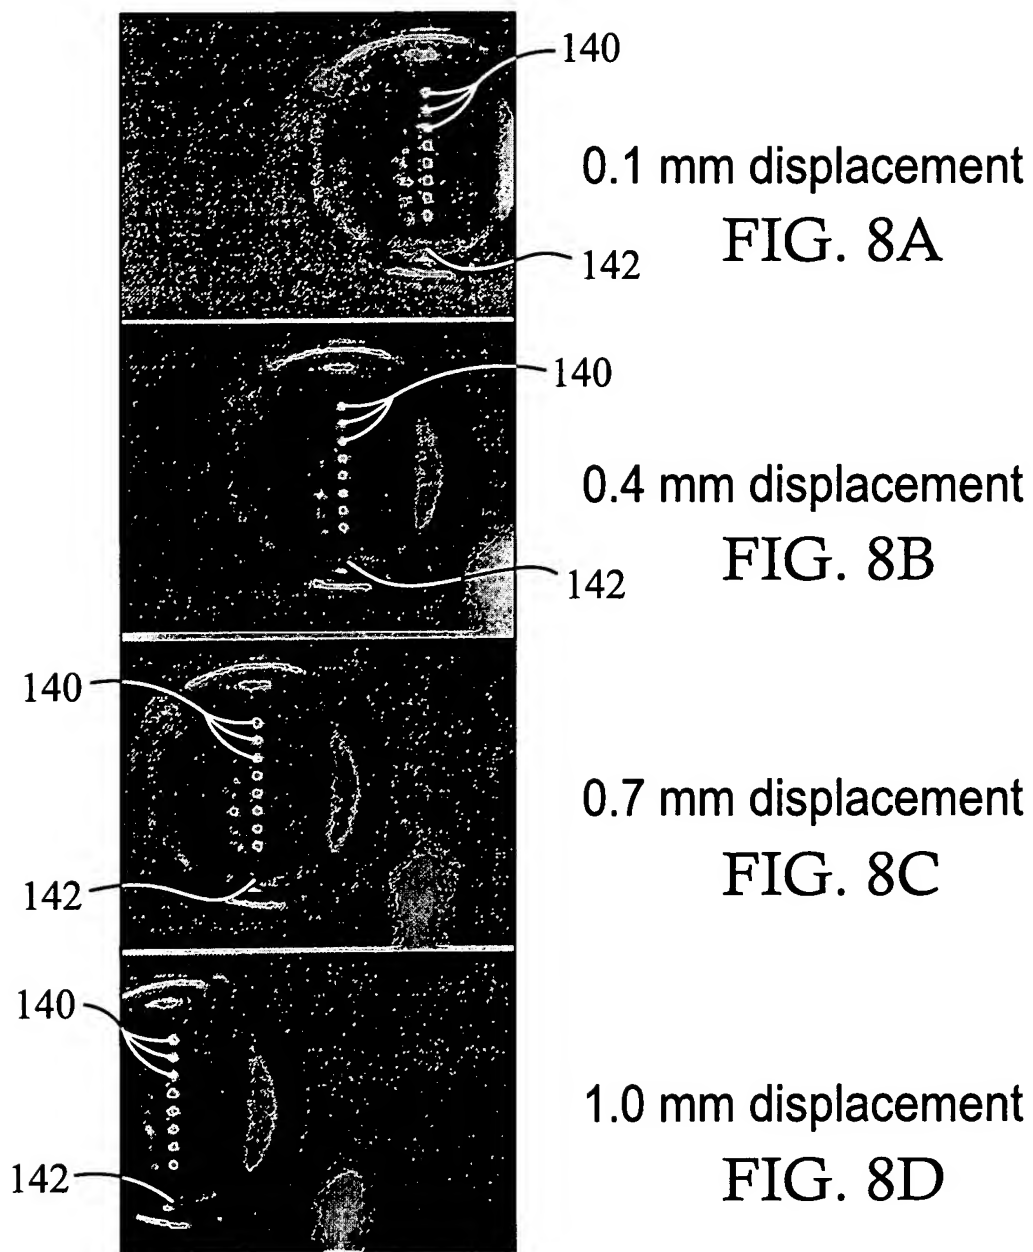 140
0.1 mm displacement
FIG. 8A
142
140
0.4 mm displacement
FIG. 8B
142
140
0.7 mm displacement
FIG. 8C
142
140
1.0 mm displacement
142
FIG. 8D